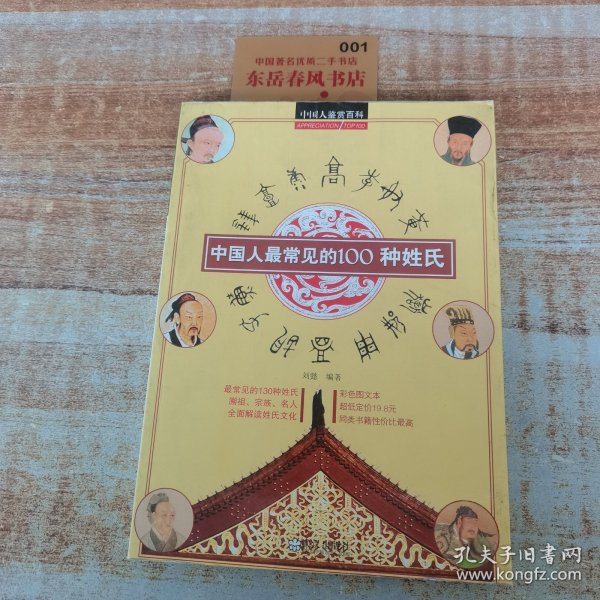 001
中国著名优质二手书店
东岳春风书店
中国人鉴赏百科
APPRECIATION TOP100
中国人最常见的100 种姓氏
刘懿 编著
最常见的130种姓氏
溯祖、宗族、名人
全面解读姓氏文化
彩色图文本
超低定价19.8元
同类书籍性价比最高
孔夫子旧书网
www.kongfz.com